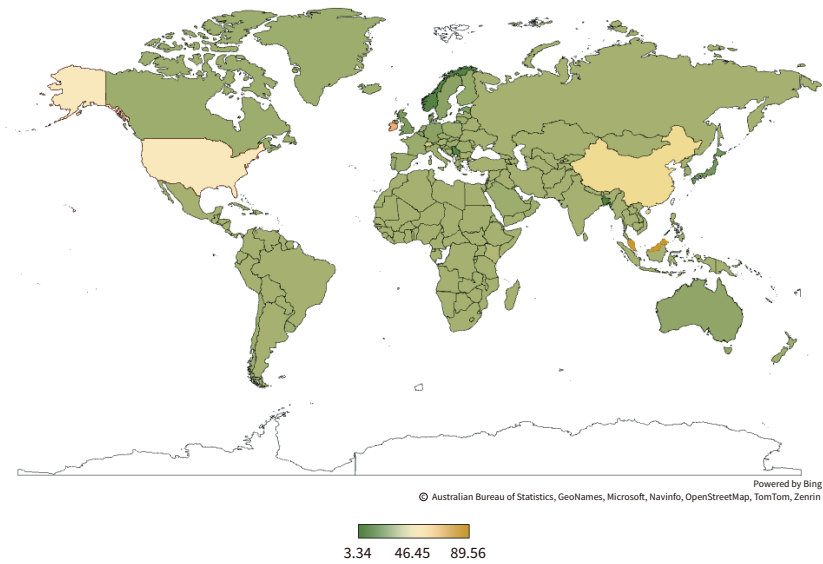 Powered by Bing
© Australian Bureau of Statistics, GeoNames, Microsoft, Navinfo, OpenStreetMap, TomTom, Zenrin
3.34 46.45 89.56